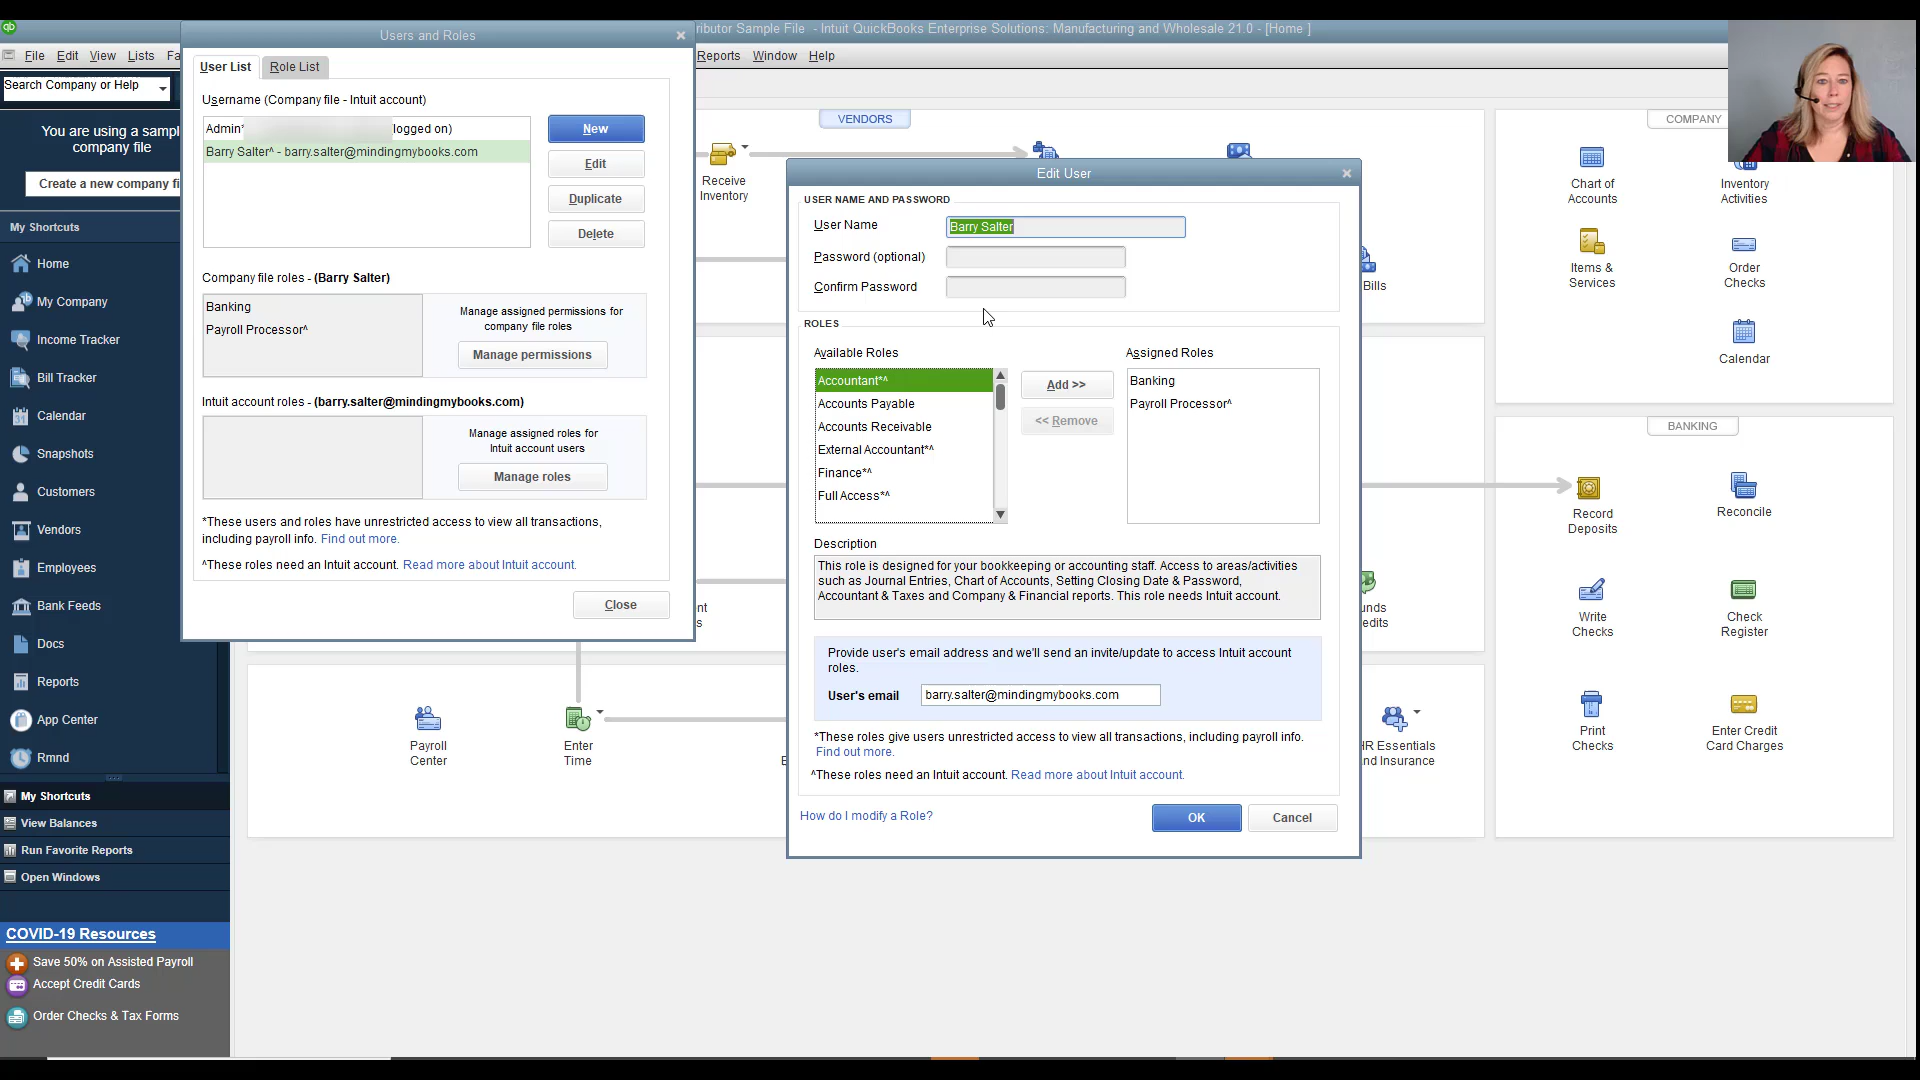 Users and Roles
ributor Sample File - Intuit QuickBooks Enterprise Solutions: Manufacturing and Wholesale 21.0 - [Home ]
File Edit View Lists Fa
Reports Window Help
Search Company or Help
You are using a sampl
company file
Create a new company fi
My Shortcuts
Home
My Company
Income Tracker
Bill Tracker
Calendar
Snapshots
Customers
Vendors
Employees
Bank Feeds
Docs
Reports
App Center
Rmnd
My Shortcuts
View Balances
Run Favorite Reports
Open Windows
COVID-19 Resources
Save 50% on Assisted Payroll
Accept Credit Cards
Order Checks & Tax Forms
User List Role List
Username (Company file - Intuit account)
Admin* logged on)
Barry Salter^ - barry.salter@mindingmybooks.com
New
Edit
Duplicate
Delete
Company file roles - (Barry Salter)
Banking
Payroll Processor^
Manage assigned permissions for
company file roles
Manage permissions
Intuit account roles - (barry.salter@mindingmybooks.com)
Manage assigned roles for
Intuit account users
Manage roles
*These users and roles have unrestricted access to view all transactions,
including payroll info. Find out more.
^These roles need an Intuit account. Read more about Intuit account.
Close
VENDORS
Receive
Inventory
Bills
Payroll
Center
Enter
Time
HR Essentials
and Insurance
Edit User
USER NAME AND PASSWORD
User Name Barry Salter
Password (optional)
Confirm Password
ROLES
Available Roles
Accountant*^
Accounts Payable
Accounts Receivable
External Accountant*^
Finance*^
Full Access*^
Add >>
<< Remove
Assigned Roles
Banking
Payroll Processor^
Description
This role is designed for your bookkeeping or accounting staff. Access to areas/activities
such as Journal Entries, Chart of Accounts, Setting Closing Date & Password,
Accountant & Taxes and Company & Financial reports. This role needs Intuit account.
Provide user's email address and we'll send an invite/update to access Intuit account
roles.
User's email barry.salter@mindingmybooks.com
*These roles give users unrestricted access to view all transactions, including payroll info.
Find out more.
^These roles need an Intuit account. Read more about Intuit account.
How do I modify a Role?
OK
Cancel
COMPANY
Chart of
Accounts
Inventory
Activities
Items &
Services
Order
Checks
Calendar
BANKING
Record
Deposits
Reconcile
Write
Checks
Check
Register
Print
Checks
Enter Credit
Card Charges